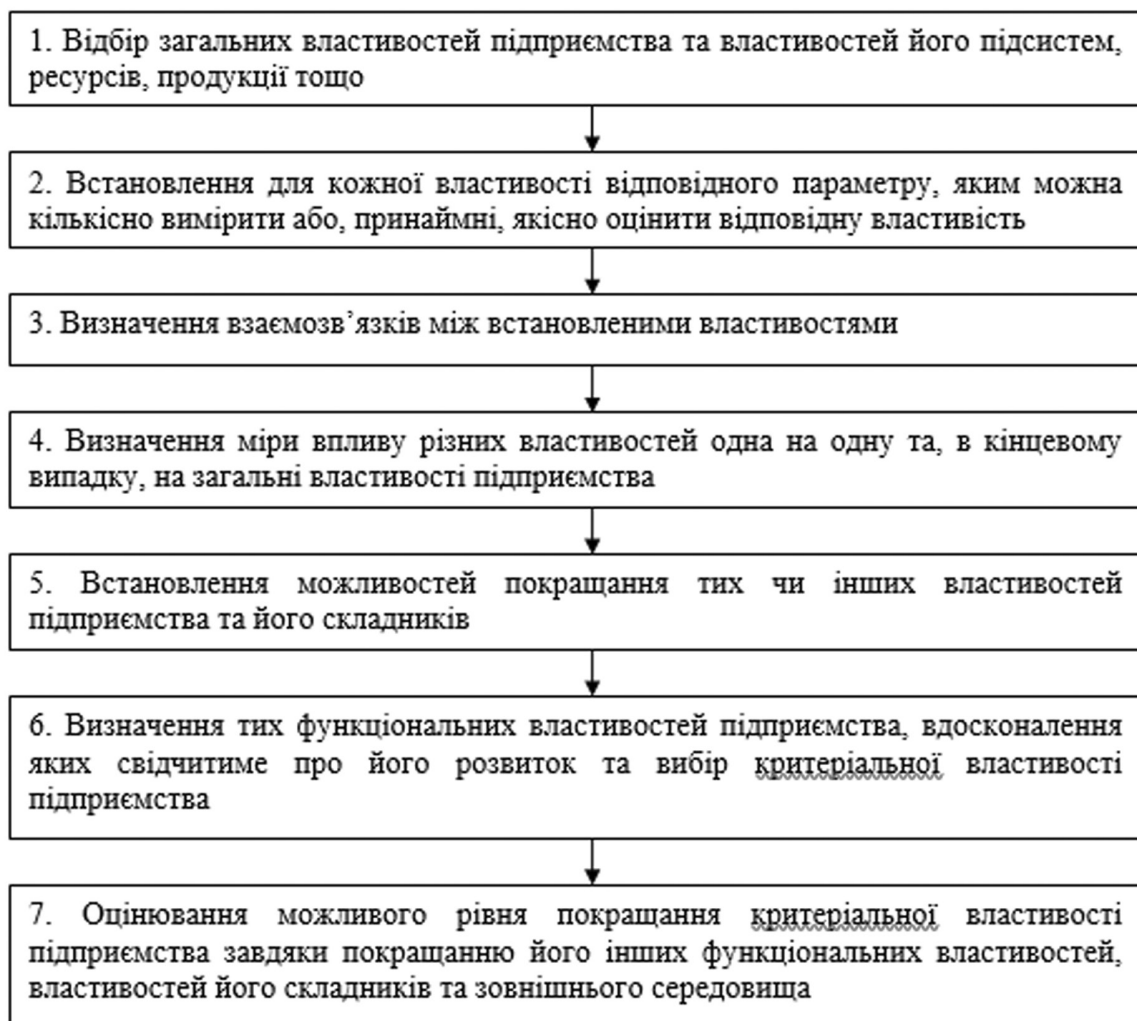 1. Відбір загальних властивостей підприємства та властивостей його підсистем,
ресурсів, продукції тощо
2. Встановлення для кожної властивості відповідного параметру, яким можна
кількісно виміряти або, принаймні, якісно оцінити відповідну властивість
3. Визначення взаємозв’язків між встановленими властивостями
4. Визначення міри впливу різних властивостей одна на одну та, в кінцевому
випадку, на загальні властивості підприємства
5. Встановлення можливостей покращання тих чи інших властивостей
підприємства та його складників
6. Визначення тих функціональних властивостей підприємства, вдосконалення
яких свідчитиме про його розвиток та вибір критеріальної властивості
підприємства
7. Оцінювання можливого рівня покращання критеріальної властивості
підприємства завдяки покращанню його інших функціональних властивостей,
властивостей його складників та зовнішнього середовища